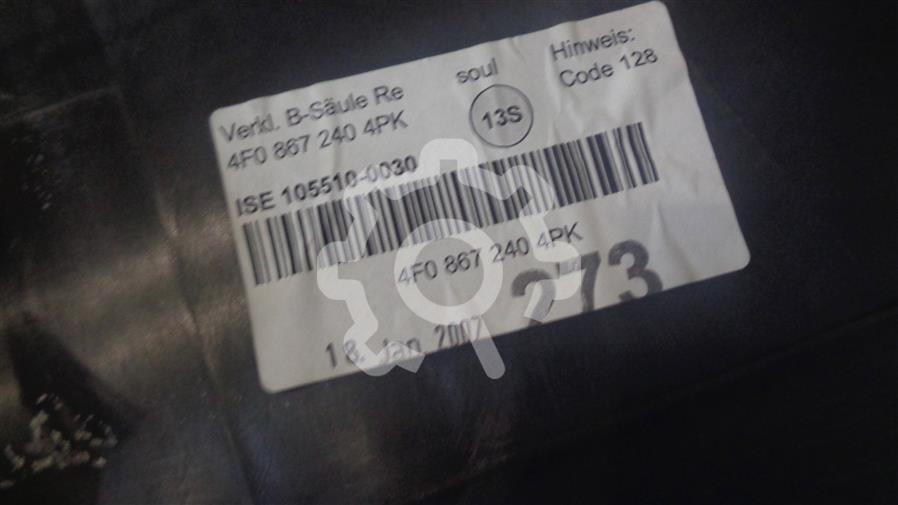 Verkl. B-Säule Re
4F0 867 240 4PK
soul
13S
Hinweis:
Code 128
ISE 105510-0030
4F0 867 240 4PK
18. Jan 2007
273